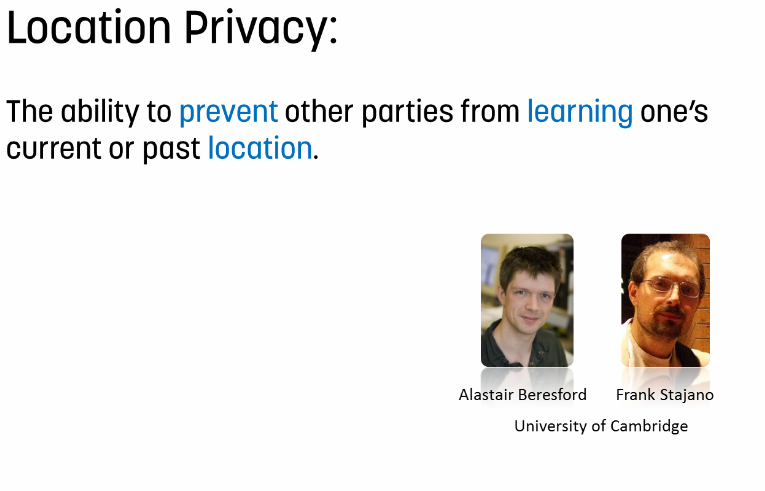 Location Privacy:
The ability to prevent other parties from learning one’s
current or past location.
Alastair Beresford
Frank Stajano
University of Cambridge